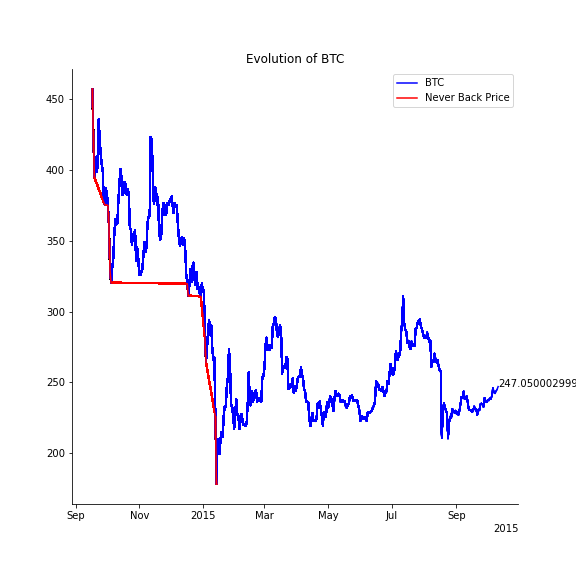 Evolution of BTC
BTC
Never Back Price
450
400
350
300
250
200
247.050002999
Sep
Nov
2015
Mar
May
Jul
Sep
2015